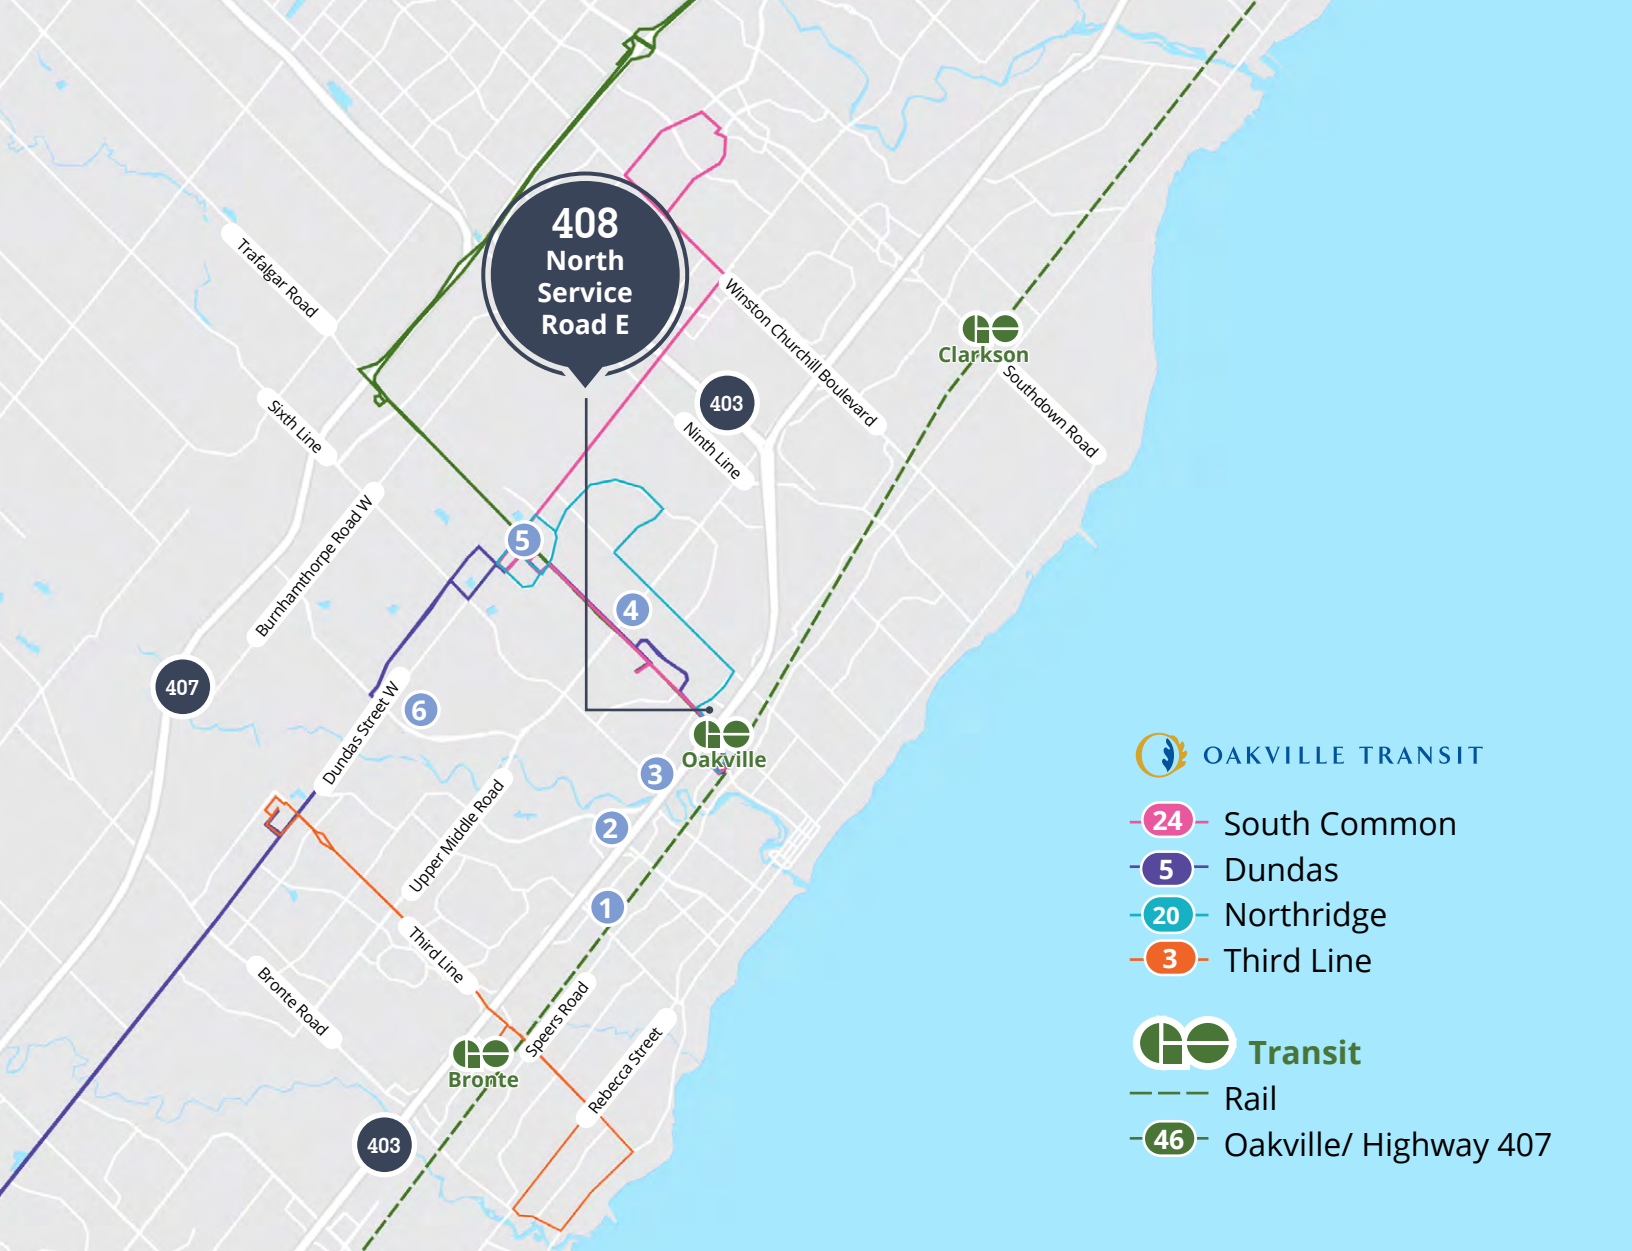 408
North
Service
Road E
Trafalgar Road
Winston Churchill Boulevard
Clarkson
Southdown Road
403
Sixth Line
Ninth Line
Burnhamthorpe Road W
5
4
407
6
Dundas Street W
Oakville
3
Upper Middle Road
2
1
Third Line
Bronte Road
Speers Road
Rebecca Street
Bronte
403
OAKVILLE TRANSIT
24 South Common
5 Dundas
20 Northridge
3 Third Line
GO Transit
Rail
46 Oakville/ Highway 407